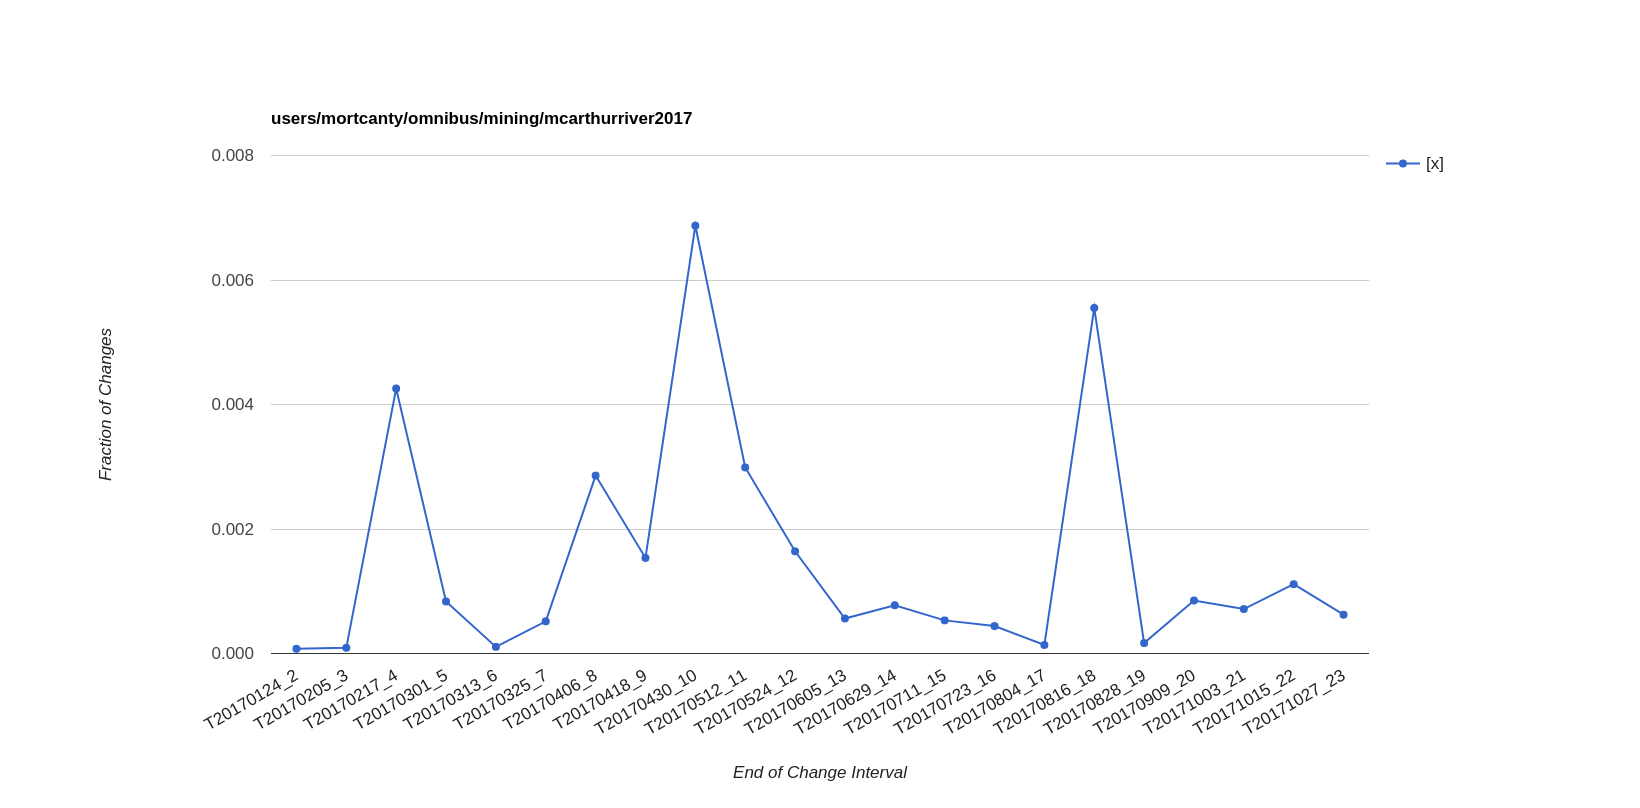 users/mortcanty/omnibus/mining/mcarthurriver2017
0.008
0.006
0.004
0.002
0.000
[x]
Fraction of Changes
T20170124_2
T20170205_3
T20170217_4
T20170301_5
T20170313_6
T20170325_7
T20170406_8
T20170418_9
T20170430_10
T20170512_11
T20170524_12
T20170605_13
T20170629_14
T20170711_15
T20170723_16
T20170804_17
T20170816_18
T20170828_19
T20170909_20
T20171003_21
T20171015_22
T20171027_23
End of Change Interval